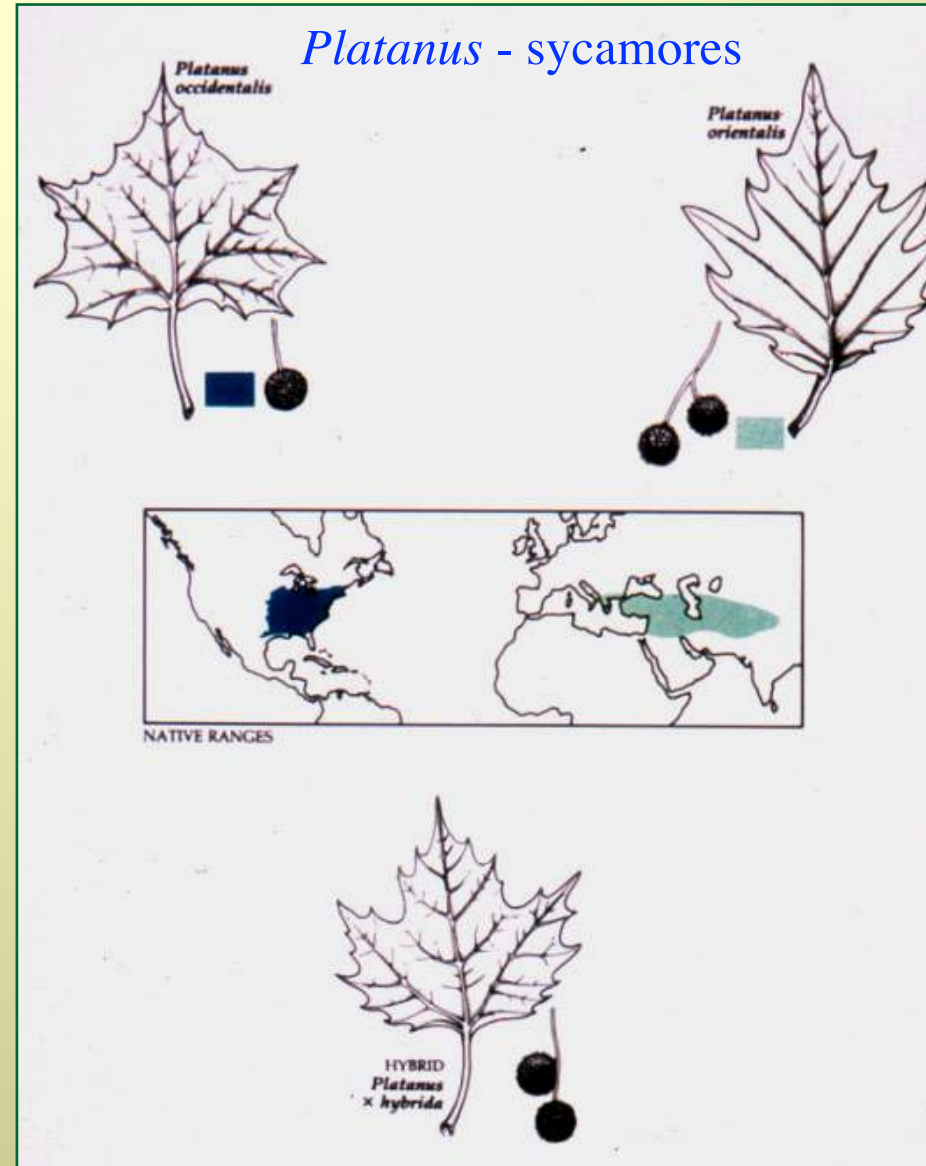 Platanus - sycamores
Platanus
occidentalis
Platanus
orientalis
NATIVE RANGES
HYBRID
Platanus
× hybrida